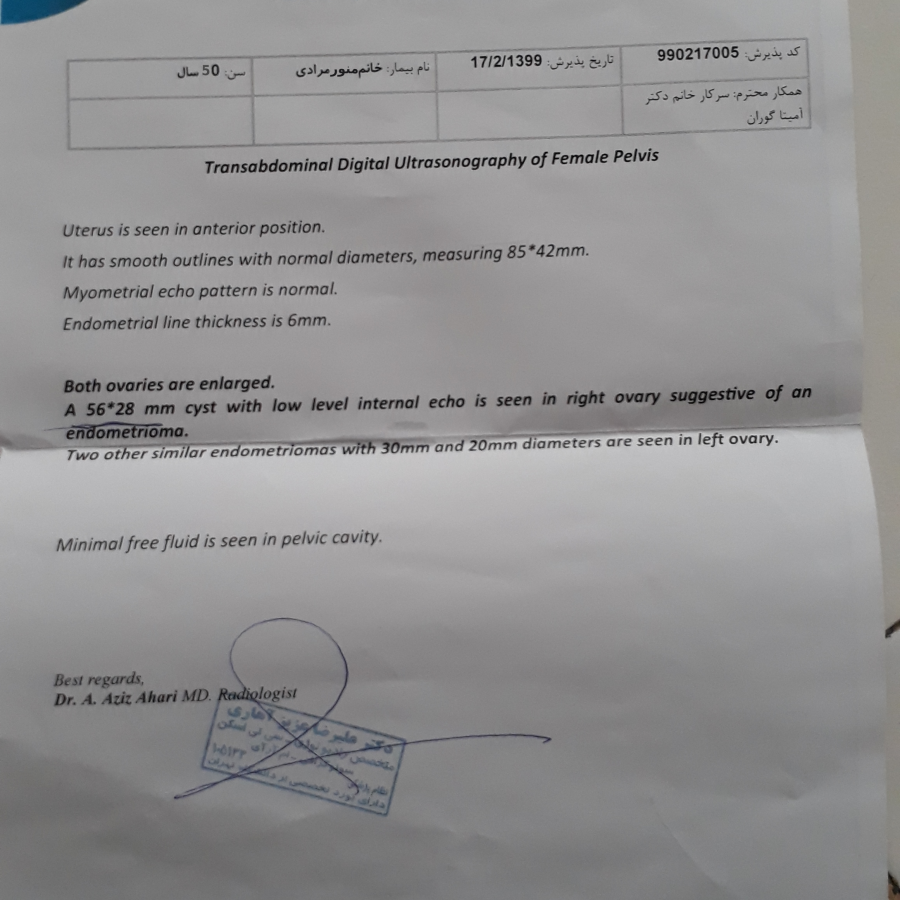 کد پذیرش: 990217005
تاریخ پذیرش: 17/2/1399
نام بیمار: خانم منور مرادی
سن: 50 سال
همکار محترم: سرکار خانم دکتر
آمیتا گوران
Transabdominal Digital Ultrasonography of Female Pelvis
Uterus is seen in anterior position.
It has smooth outlines with normal diameters, measuring 85*42mm.
Myometrial echo pattern is normal.
Endometrial line thickness is 6mm.
Both ovaries are enlarged.
A 56*28 mm cyst with low level internal echo is seen in right ovary suggestive of an
endometrioma.
Two other similar endometriomas with 30mm and 20mm diameters are seen in left ovary.
Minimal free fluid is seen in pelvic cavity.
Best regards,
Dr. A. Aziz Ahari MD. Radiologist
دکتر علیرضا عزیز اهاری
متخصص
دارای بورد تخصصی از